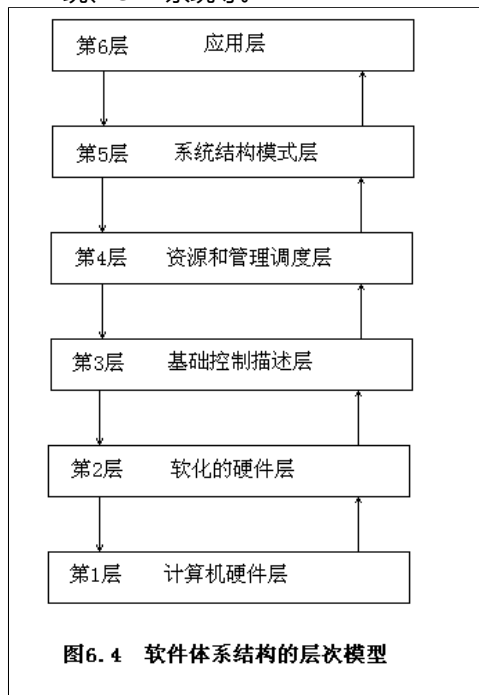 第6层 应用层
第5层 系统结构模式层
第4层 资源和管理调度层
第3层 基础控制描述层
第2层 软化的硬件层
第1层 计算机硬件层
图6.4 软件体系结构的层次模型